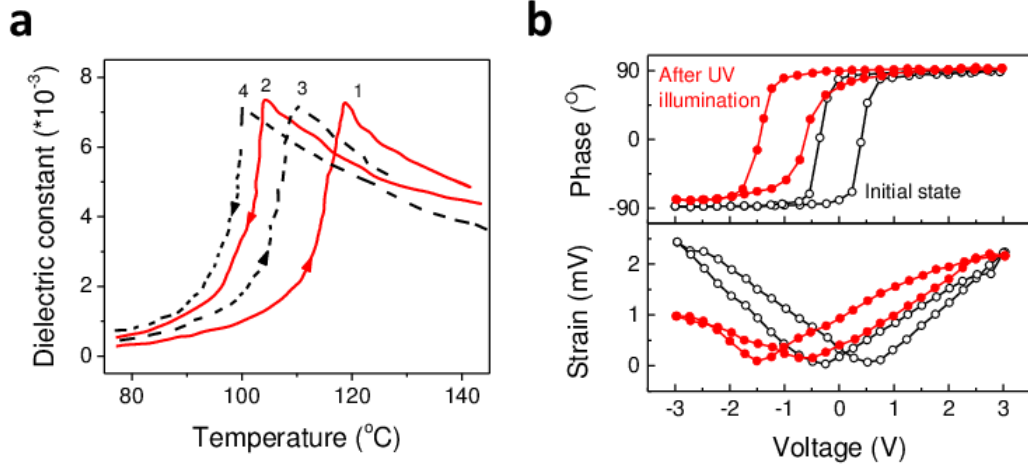 a
Dielectric constant (*10⁻³)
8
6
4
2
0
4
2
3
1
80
100
120
140
Temperature (°C)
b
Phase (°)
90
0
-90
After UV
illumination
Initial state
Strain (mV)
2
1
0
-3
-2
-1
0
1
2
3
Voltage (V)